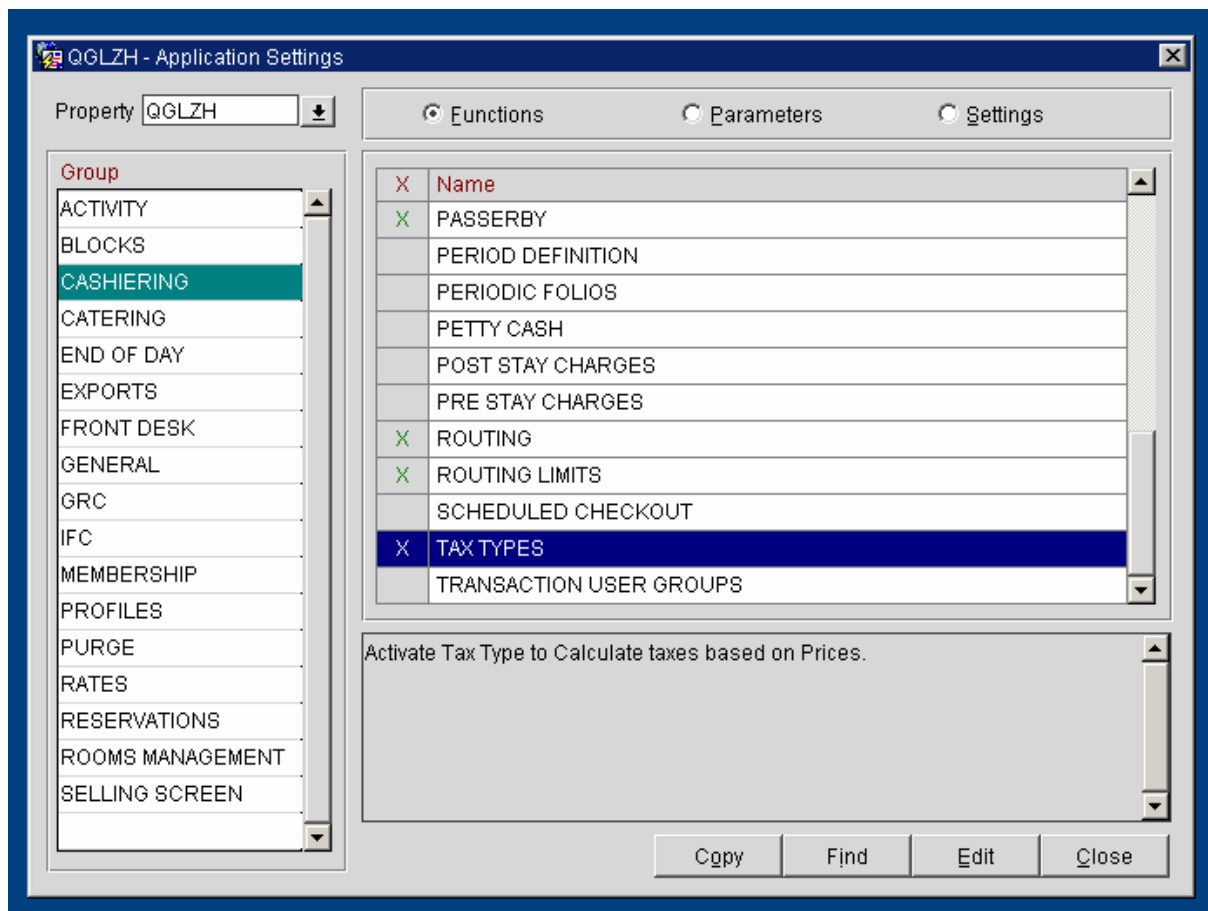 QGLZH - Application Settings
Property QGLZH
Functions Parameters Settings
Group
ACTIVITY
BLOCKS
CASHIERING
CATERING
END OF DAY
EXPORTS
FRONT DESK
GENERAL
GRC
IFC
MEMBERSHIP
PROFILES
PURGE
RATES
RESERVATIONS
ROOMS MANAGEMENT
SELLING SCREEN
X Name
X PASSERBY
PERIOD DEFINITION
PERIODIC FOLIOS
PETTY CASH
POST STAY CHARGES
PRE STAY CHARGES
X ROUTING
X ROUTING LIMITS
SCHEDULED CHECKOUT
X TAX TYPES
TRANSACTION USER GROUPS
Activate Tax Type to Calculate taxes based on Prices.
Copy Find Edit Close